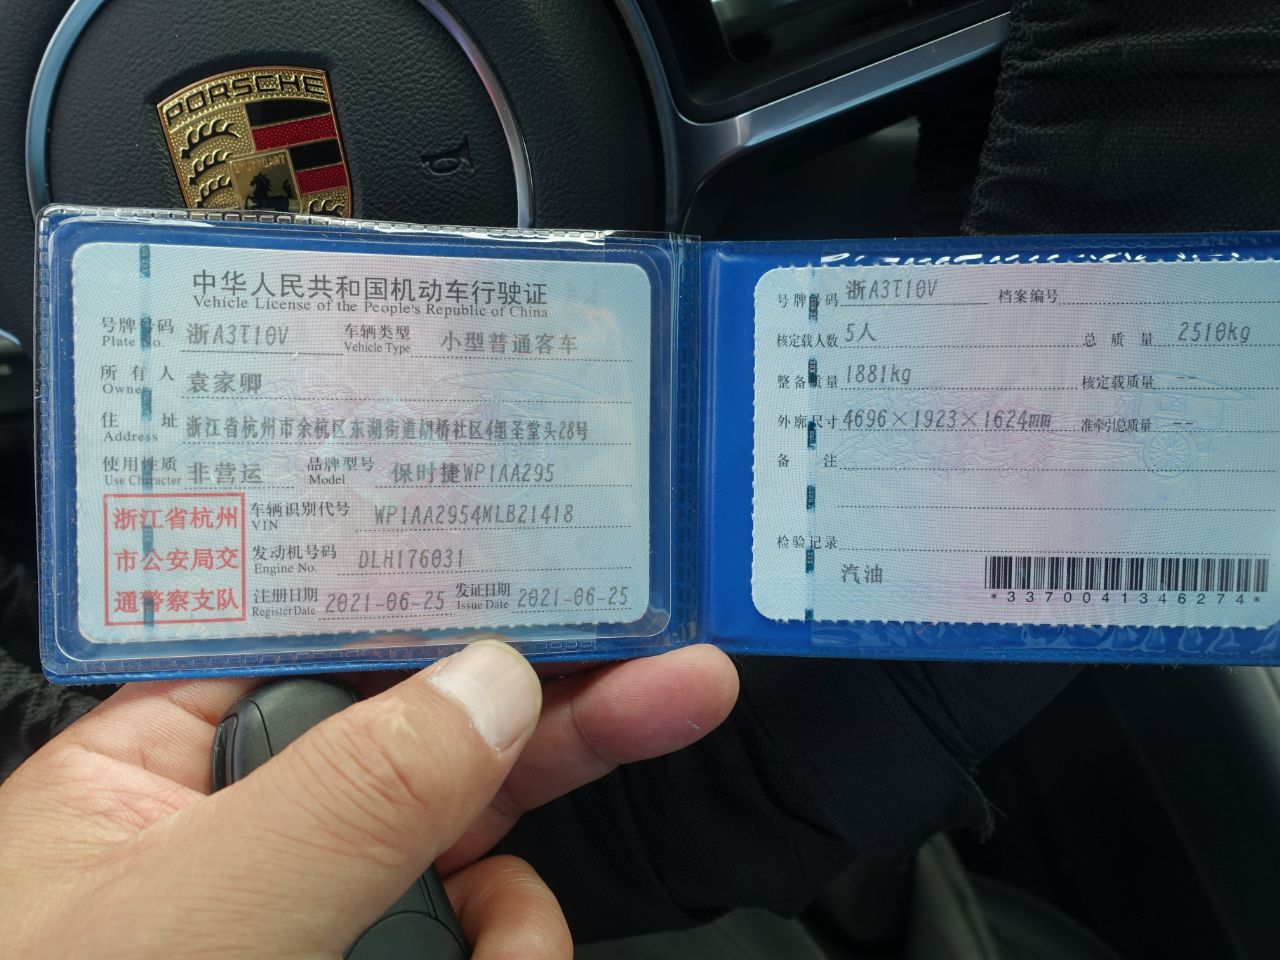 PORSCHE
STUTTGART
中华人民共和国机动车行驶证
Vehicle License of the People's Republic of China
号牌号码 浙A3T10V 车辆类型 小型普通客车
Plate No. Vehicle Type
所有人 袁家卿
Owner
住址 浙江省杭州市余杭区东湖街道胡桥社区4组圣堂头28号
Address
使用性质 非营运 品牌型号 保时捷WP1AA295
Use Character Model
浙江省杭州
市公安局交
通警察支队
车辆识别代号 WP1AA2954MLB21418
VIN
发动机号码 DLH176031
Engine No.
注册日期 2021-06-25 发证日期 2021-06-25
Register Date Issue Date
号牌号码 浙A3T10V 档案编号
核定载人数 5人 总质量 2510kg
整备质量 1881kg 核定载质量 --
外廓尺寸 4696×1923×1624mm 准牵引总质量 --
备注
检验记录
汽油
*3370041346274*